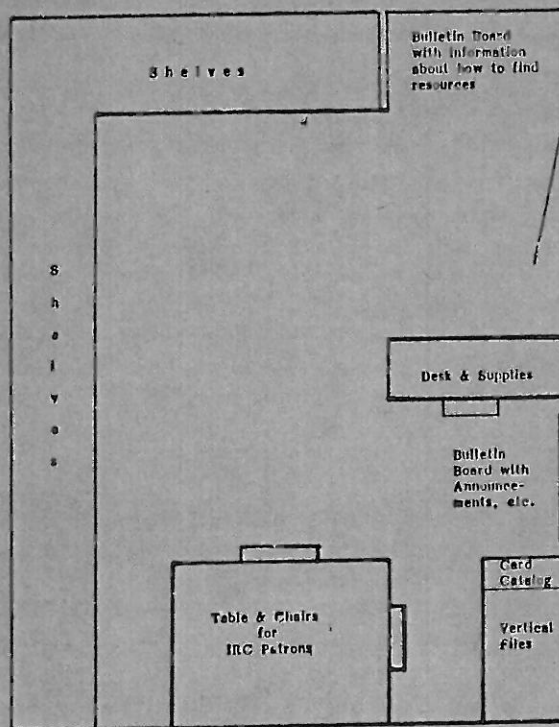 Shelves
Bulletin Board
with information
about how to find
resources
Shelves
Desk & Supplies
Bulletin
Board with
Announce-
ments, etc.
Card
Catalog
Table & Chairs
for
IRC Patrons
Vertical
Files